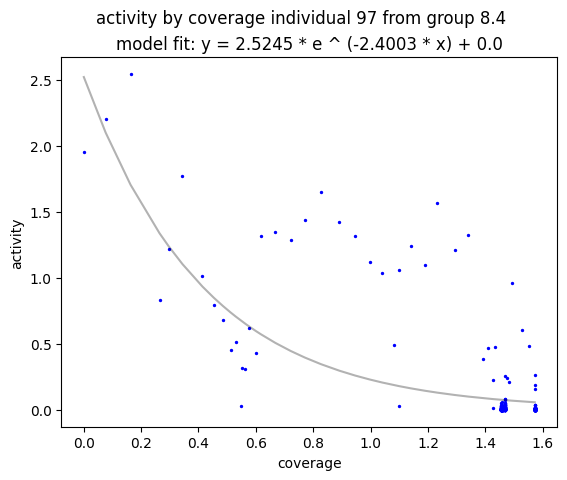 activity by coverage individual 97 from group 8.4
model fit: y = 2.5245 * e ^ (-2.4003 * x) + 0.0
2.5
2.0
1.5
1.0
0.5
0.0
activity
0.0 0.2 0.4 0.6 0.8 1.0 1.2 1.4 1.6
coverage